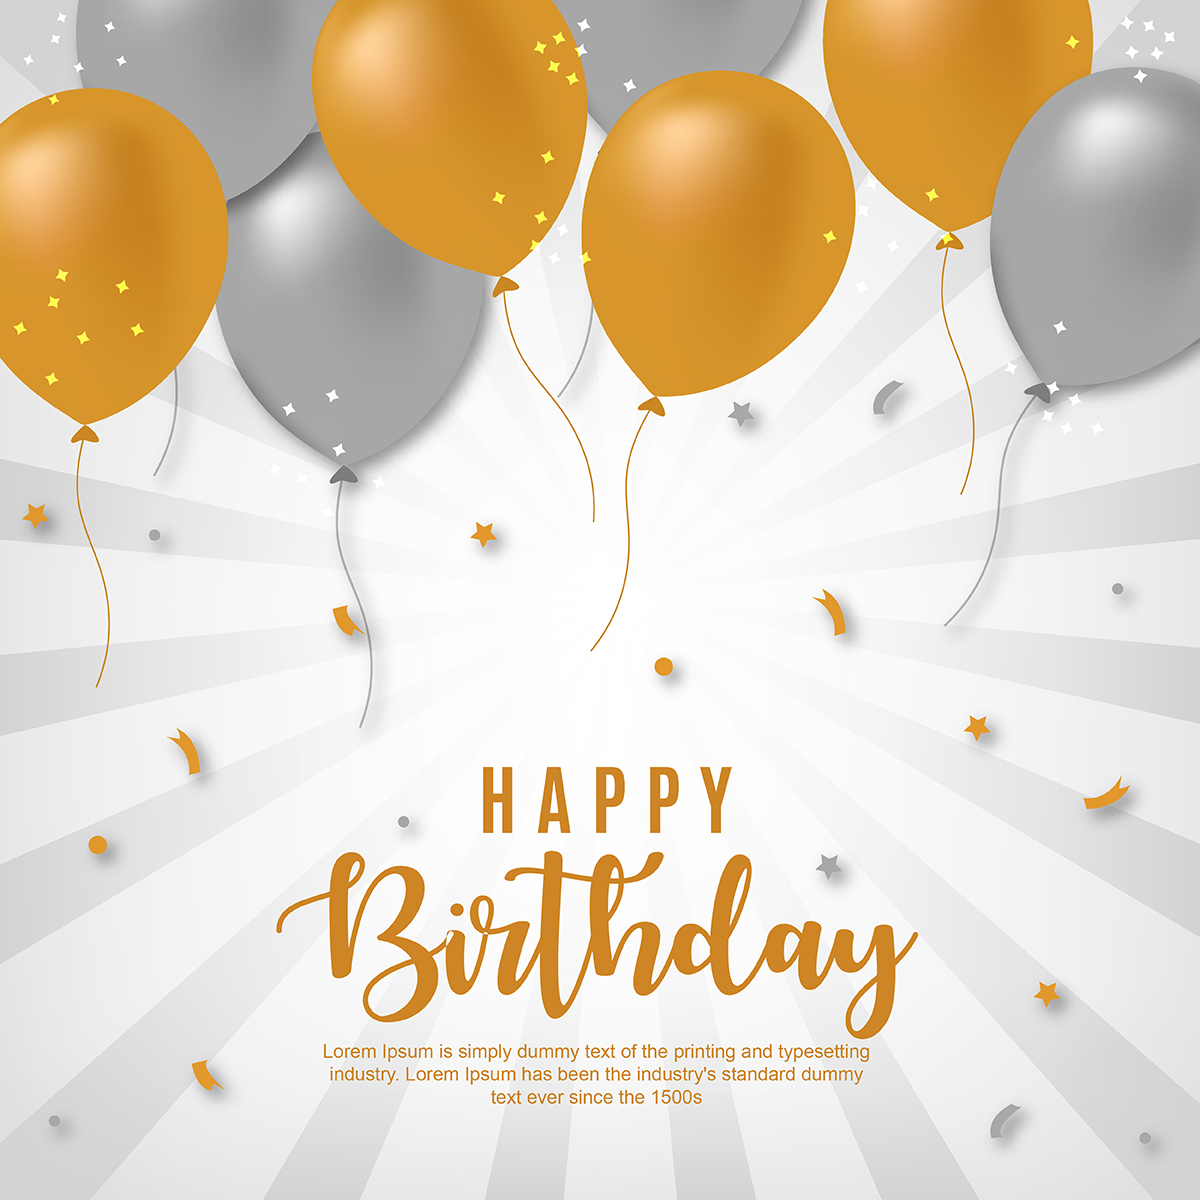 HAPPY
Birthday
Lorem Ipsum is simply dummy text of the printing and typesetting
industry. Lorem Ipsum has been the industry's standard dummy
text ever since the 1500s